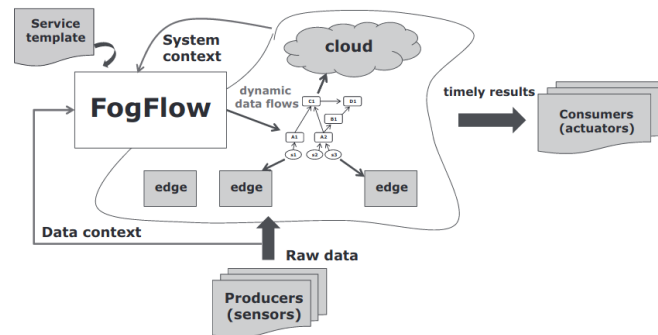 Service
template
System
context
cloud
FogFlow
dynamic
data flows
C1
D1
B1
A1
A2
s1
s2
s3
timely results
Consumers
(actuators)
edge
edge
edge
Data context
Raw data
Producers
(sensors)